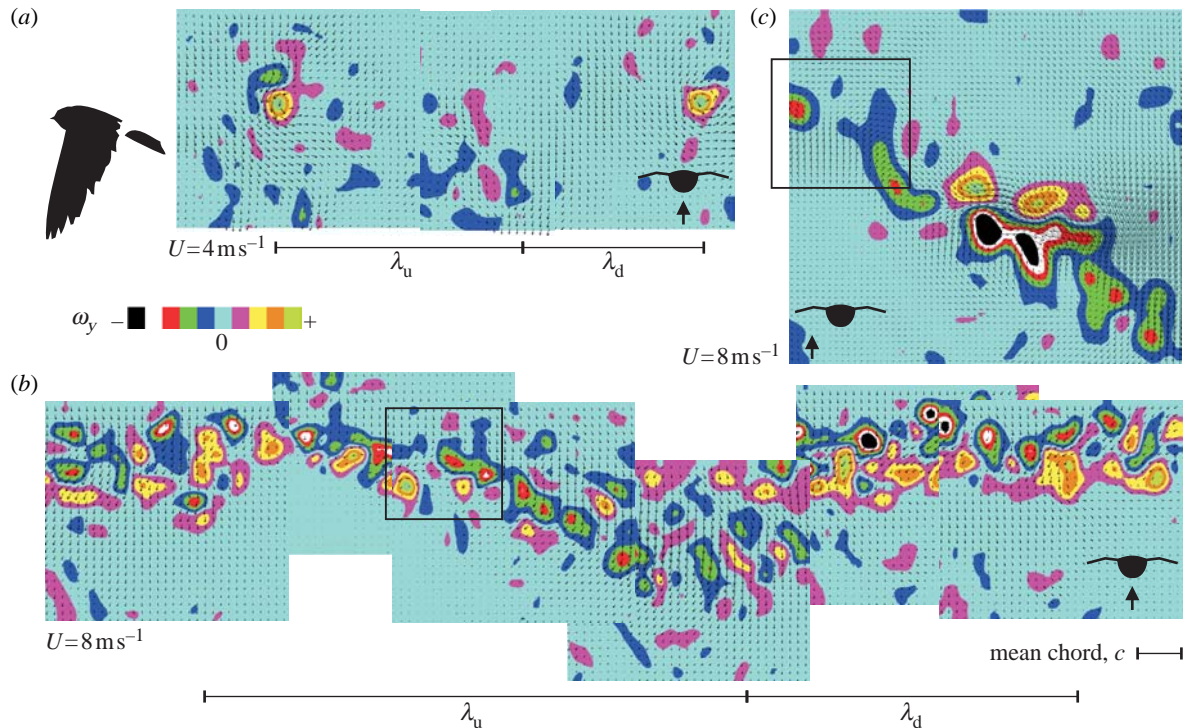 (a)
(c)
U=4 m s−1
λu
λd
ωy − 0 +
U=8 m s−1
(b)
U=8 m s−1
mean chord, c
λu
λd